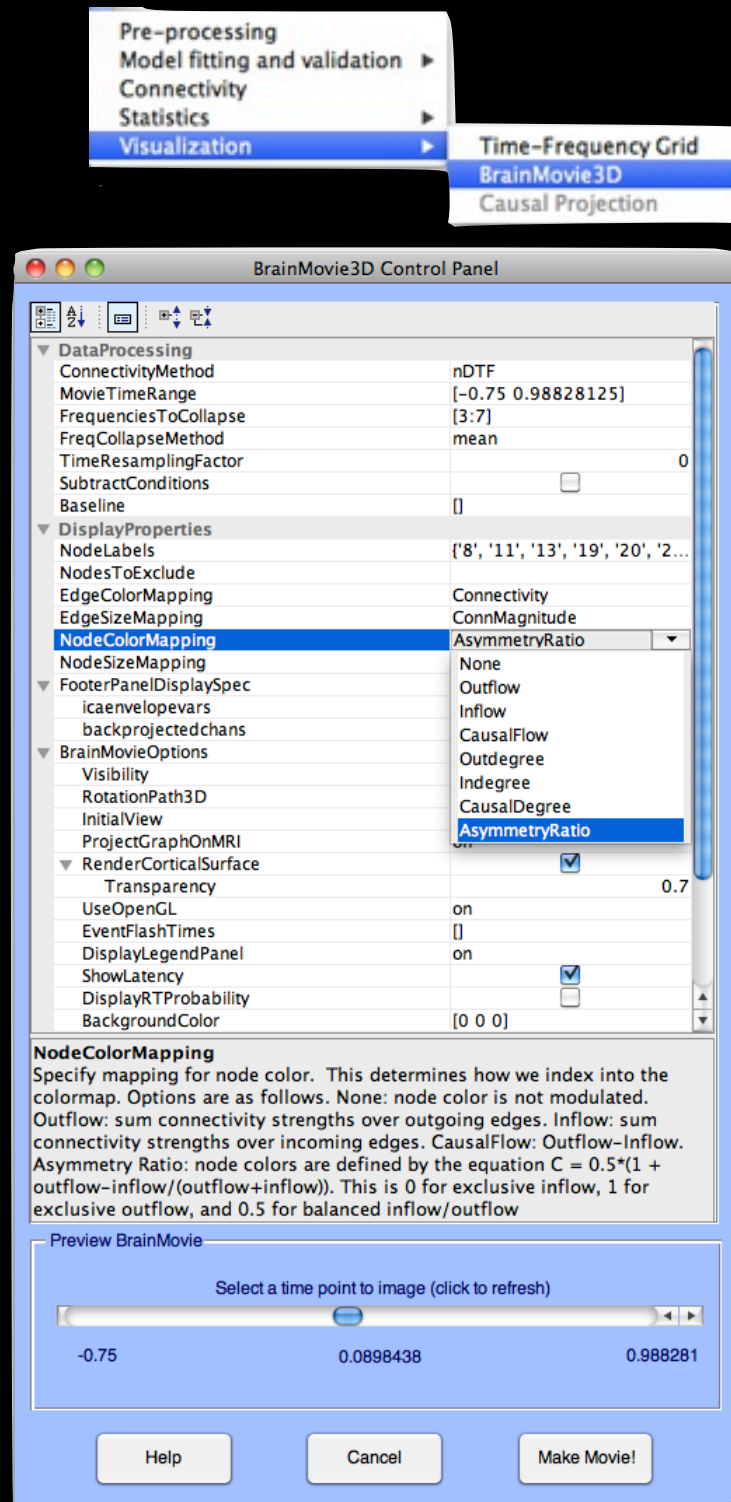 Pre-processing
Model fitting and validation
Connectivity
Statistics
Visualization
Time-Frequency Grid
BrainMovie3D
Causal Projection
BrainMovie3D Control Panel
DataProcessing
ConnectivityMethod nDTF
MovieTimeRange [-0.75 0.98828125]
FrequenciesToCollapse [3:7]
FreqCollapseMethod mean
TimeResamplingFactor 0
SubtractConditions
Baseline []
DisplayProperties
NodeLabels {'8', '11', '13', '19', '20', '2...
NodesToExclude
EdgeColorMapping Connectivity
EdgeSizeMapping ConnMagnitude
NodeColorMapping AsymmetryRatio
NodeSizeMapping None
FooterPanelDisplaySpec Outflow
icaenvelopevars Inflow
backprojectedchans CausalFlow
BrainMovieOptions Outdegree
Visibility Indegree
RotationPath3D CausalDegree
InitialView AsymmetryRatio
ProjectGraphOnMRI on
RenderCorticalSurface
Transparency 0.7
UseOpenGL on
EventFlashTimes []
DisplayLegendPanel on
ShowLatency
DisplayRTProbability
BackgroundColor [0 0 0]
NodeColorMapping
Specify mapping for node color. This determines how we index into the
colormap. Options are as follows. None: node color is not modulated.
Outflow: sum connectivity strengths over outgoing edges. Inflow: sum
connectivity strengths over incoming edges. CausalFlow: Outflow-Inflow.
Asymmetry Ratio: node colors are defined by the equation C = 0.5*(1 +
outflow-inflow/(outflow+inflow)). This is 0 for exclusive inflow, 1 for
exclusive outflow, and 0.5 for balanced inflow/outflow
Preview BrainMovie
Select a time point to image (click to refresh)
-0.75 0.0898438 0.988281
Help Cancel Make Movie!